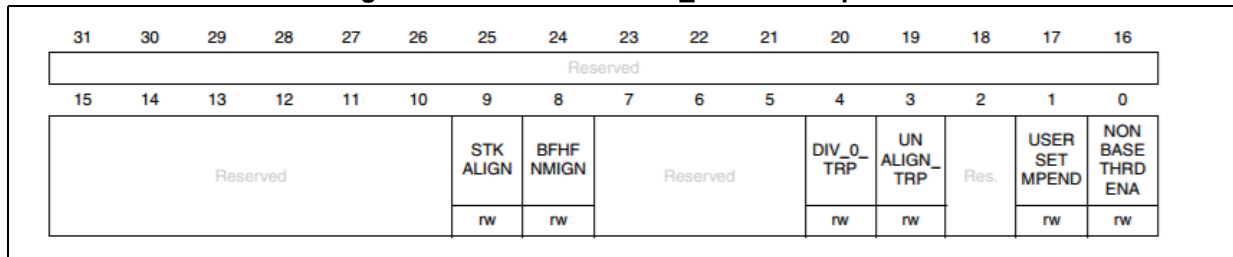 31 30 29 28 27 26 25 24 23 22 21 20 19 18 17 16
Reserved
15 14 13 12 11 10 9 8 7 6 5 4 3 2 1 0
Reserved
STK
ALIGN
BFHF
NMIGN
Reserved
DIV_0_
TRP
UN
ALIGN_
TRP
Res.
USER
SET
MPEND
NON
BASE
THRD
ENA
rw rw rw rw rw rw